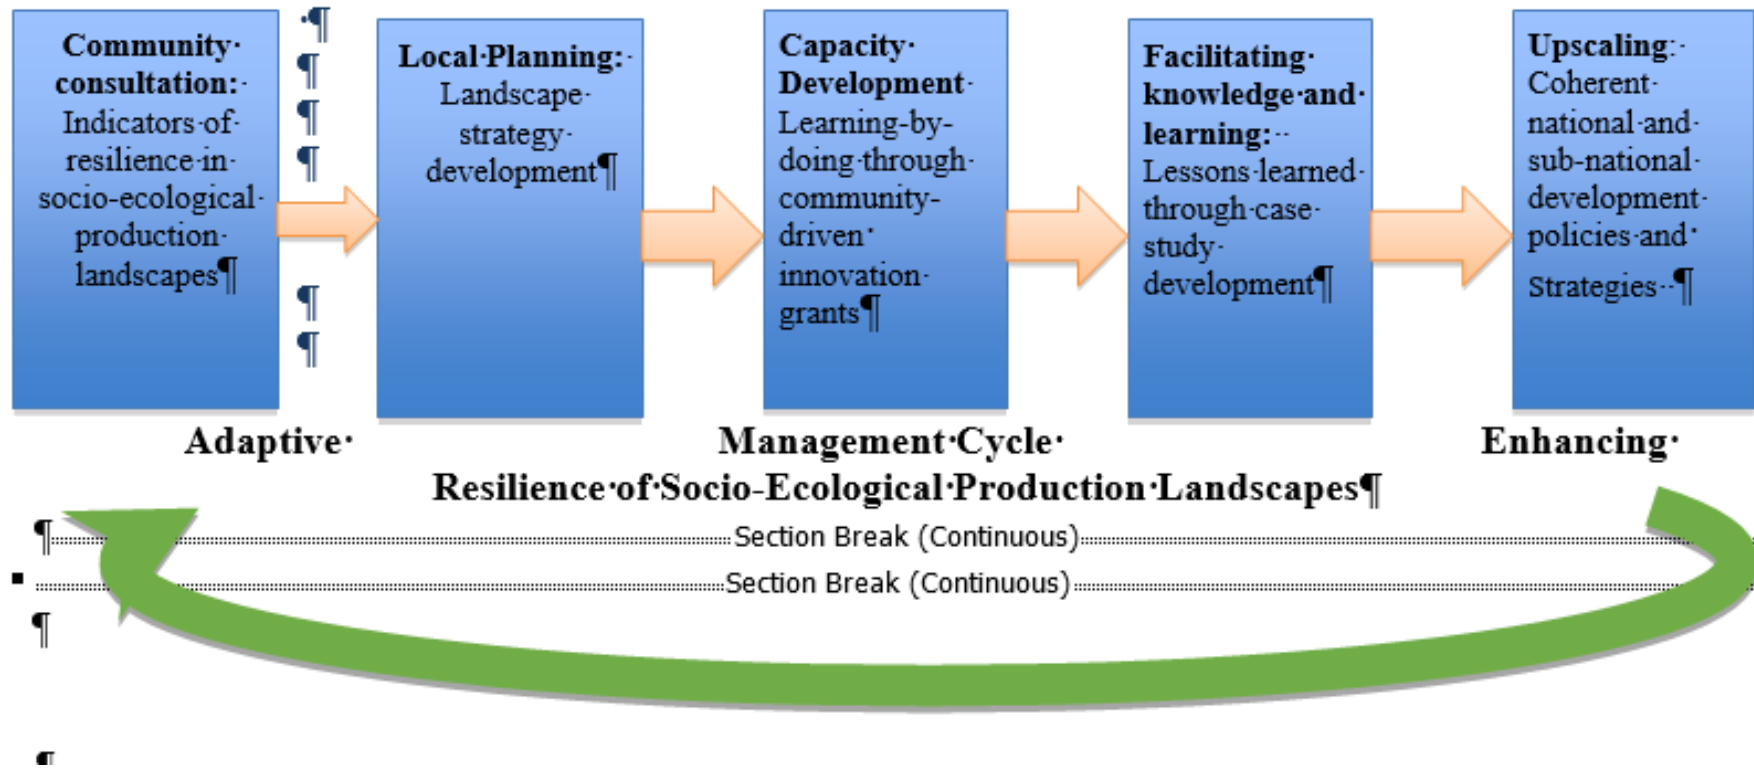 Community
consultation:
Indicators of
resilience in
socio-ecological
production
landscapes¶
Local Planning:
Landscape
strategy
development¶
Capacity
Development
Learning-by-
doing through
community-
driven
innovation
grants¶
Facilitating
knowledge and
learning:
Lessons learned
through case
study
development¶
Upscaling:
Coherent
national and
sub-national
development
policies and
Strategies ¶
Adaptive Management Cycle Enhancing
Resilience of Socio-Ecological Production Landscapes¶
Section Break (Continuous)
Section Break (Continuous)